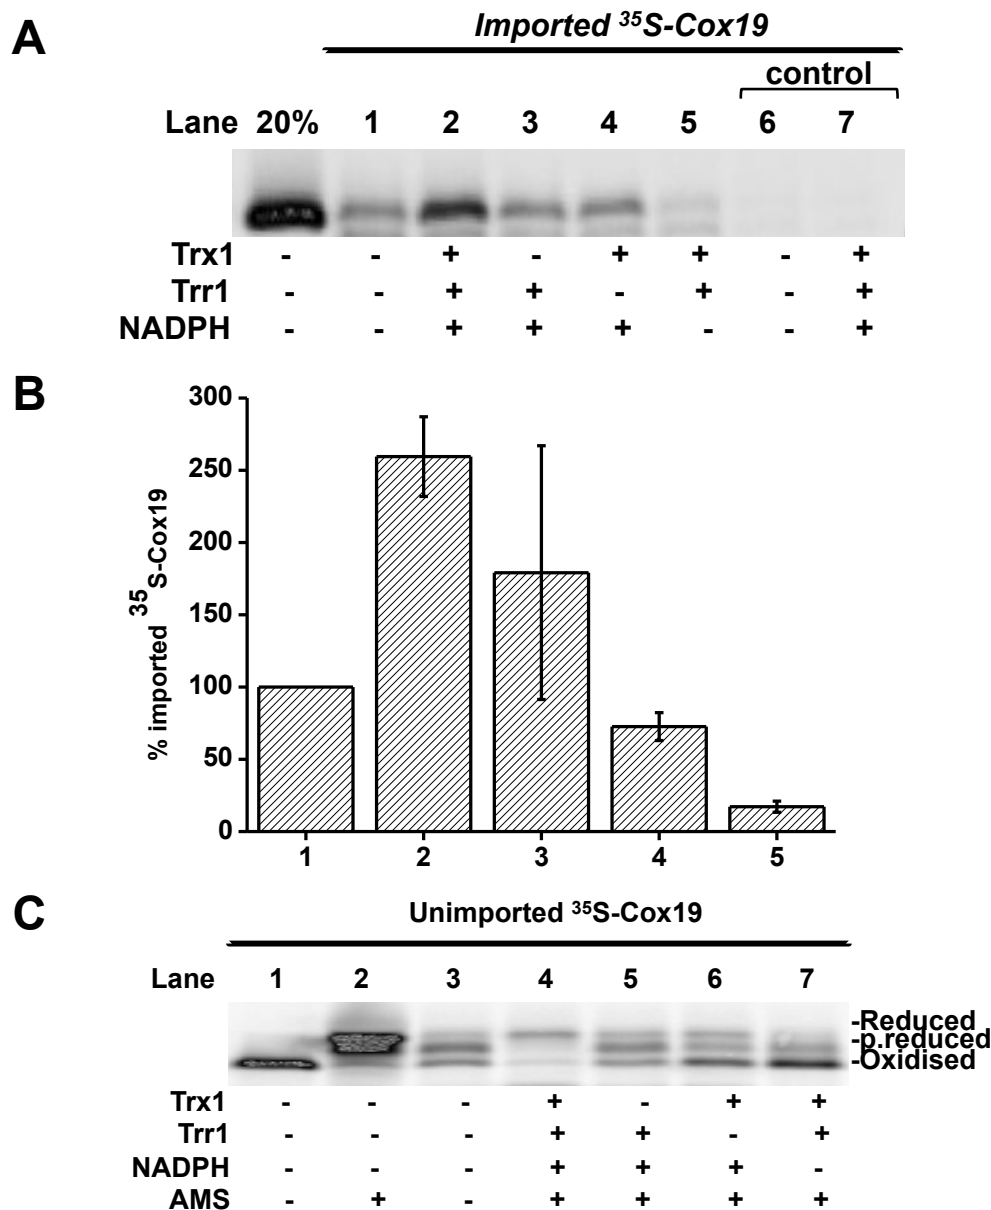 A
Imported ³⁵S-Cox19
control
Lane 20% 1 2 3 4 5 6 7
Trx1 - - + - + + - +
Trr1 - - + + - + - +
NADPH - - + + + - - +
B
300
250
200
150
100
50
0
% imported ³⁵S-Cox19
1 2 3 4 5
C
Unimported ³⁵S-Cox19
Lane 1 2 3 4 5 6 7
-Reduced
-p.reduced
-Oxidised
Trx1 - - - + - + +
Trr1 - - - + + - +
NADPH - - - + + + -
AMS - + - + + + +